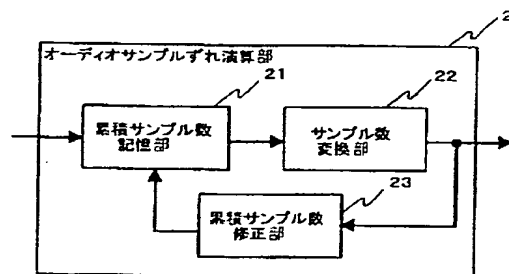 2
オーディオサンプルずれ演算部
21
22
累積サンプル数
記憶部
サンプル数
変換部
23
累積サンプル数
修正部